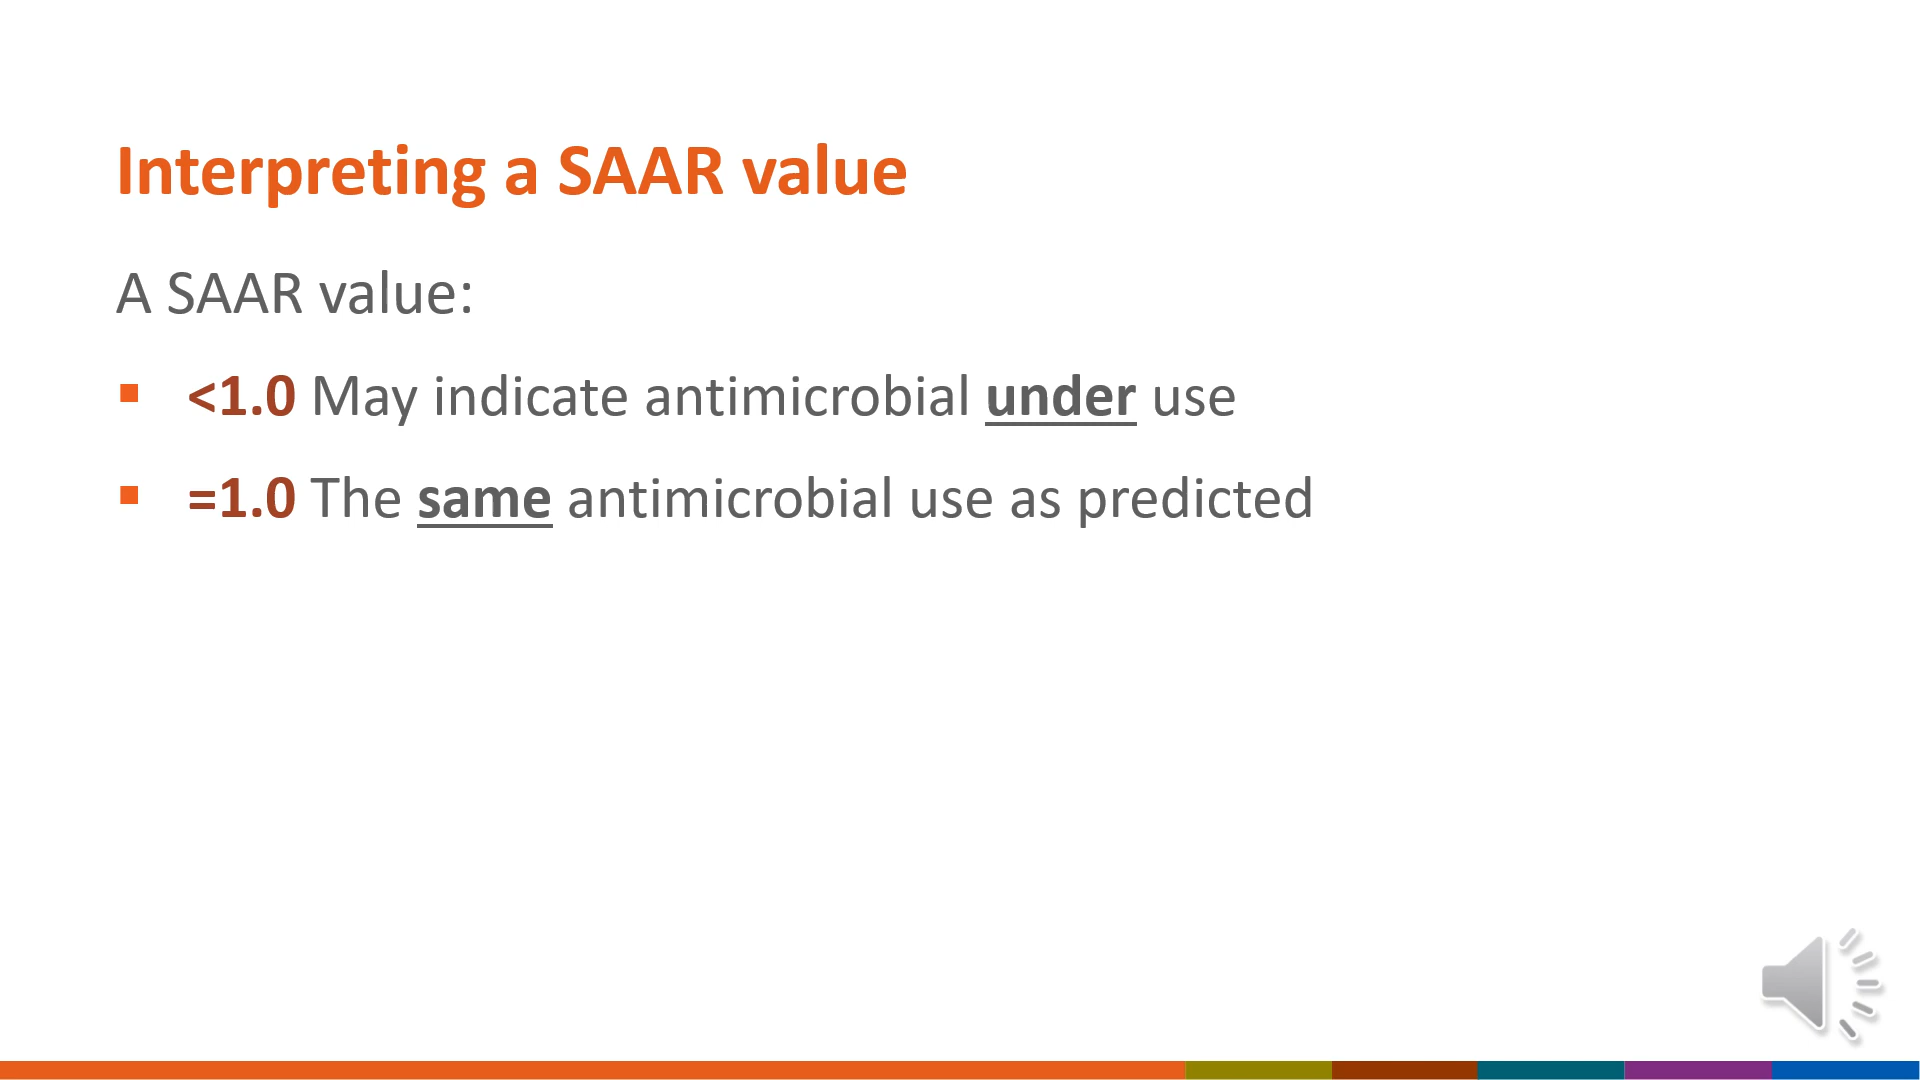 Interpreting a SAAR value
A SAAR value:
▪ <1.0 May indicate antimicrobial under use
▪ =1.0 The same antimicrobial use as predicted